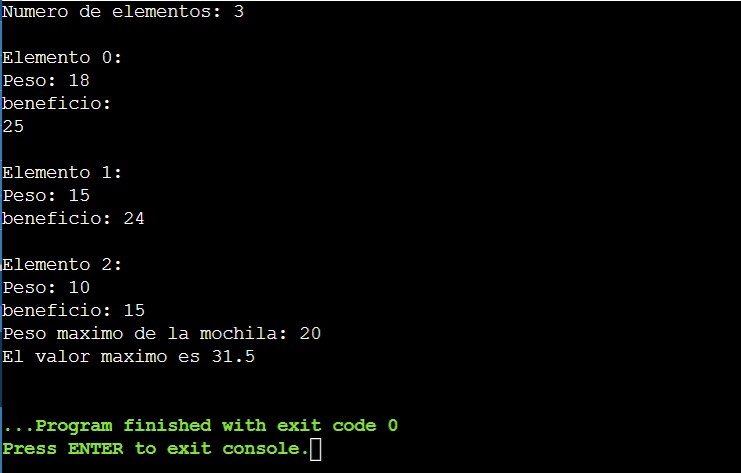 Numero de elementos: 3
Elemento 0:
Peso: 18
beneficio:
25
Elemento 1:
Peso: 15
beneficio: 24
Elemento 2:
Peso: 10
beneficio: 15
Peso maximo de la mochila: 20
El valor maximo es 31.5
...Program finished with exit code 0
Press ENTER to exit console.